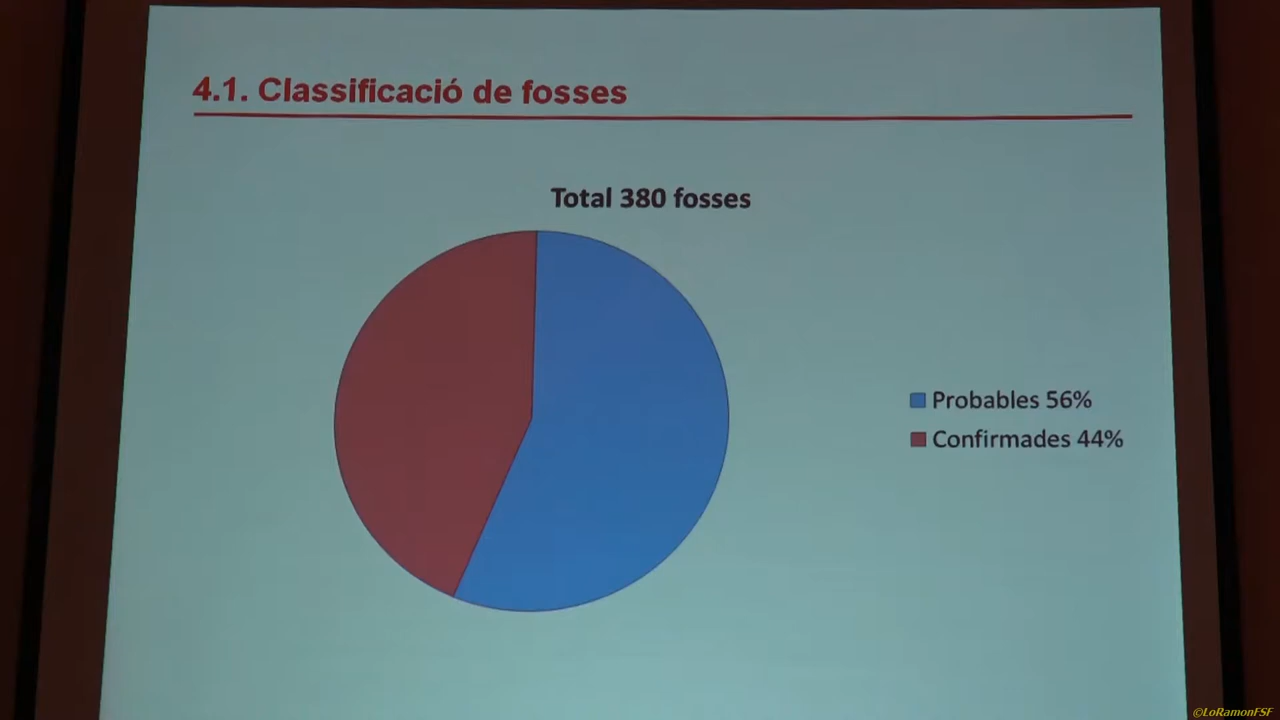 4.1. Classificació de fosses
Total 380 fosses
Probables 56%
Confirmades 44%
©LoRamonFSF